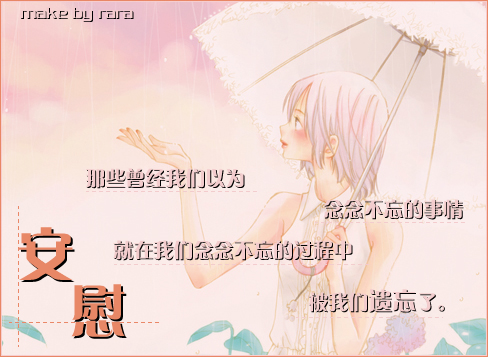 make by rara
那些曾经我们以为
念念不忘的事情
就在我们念念不忘的过程中
被我们遗忘了。
安
慰